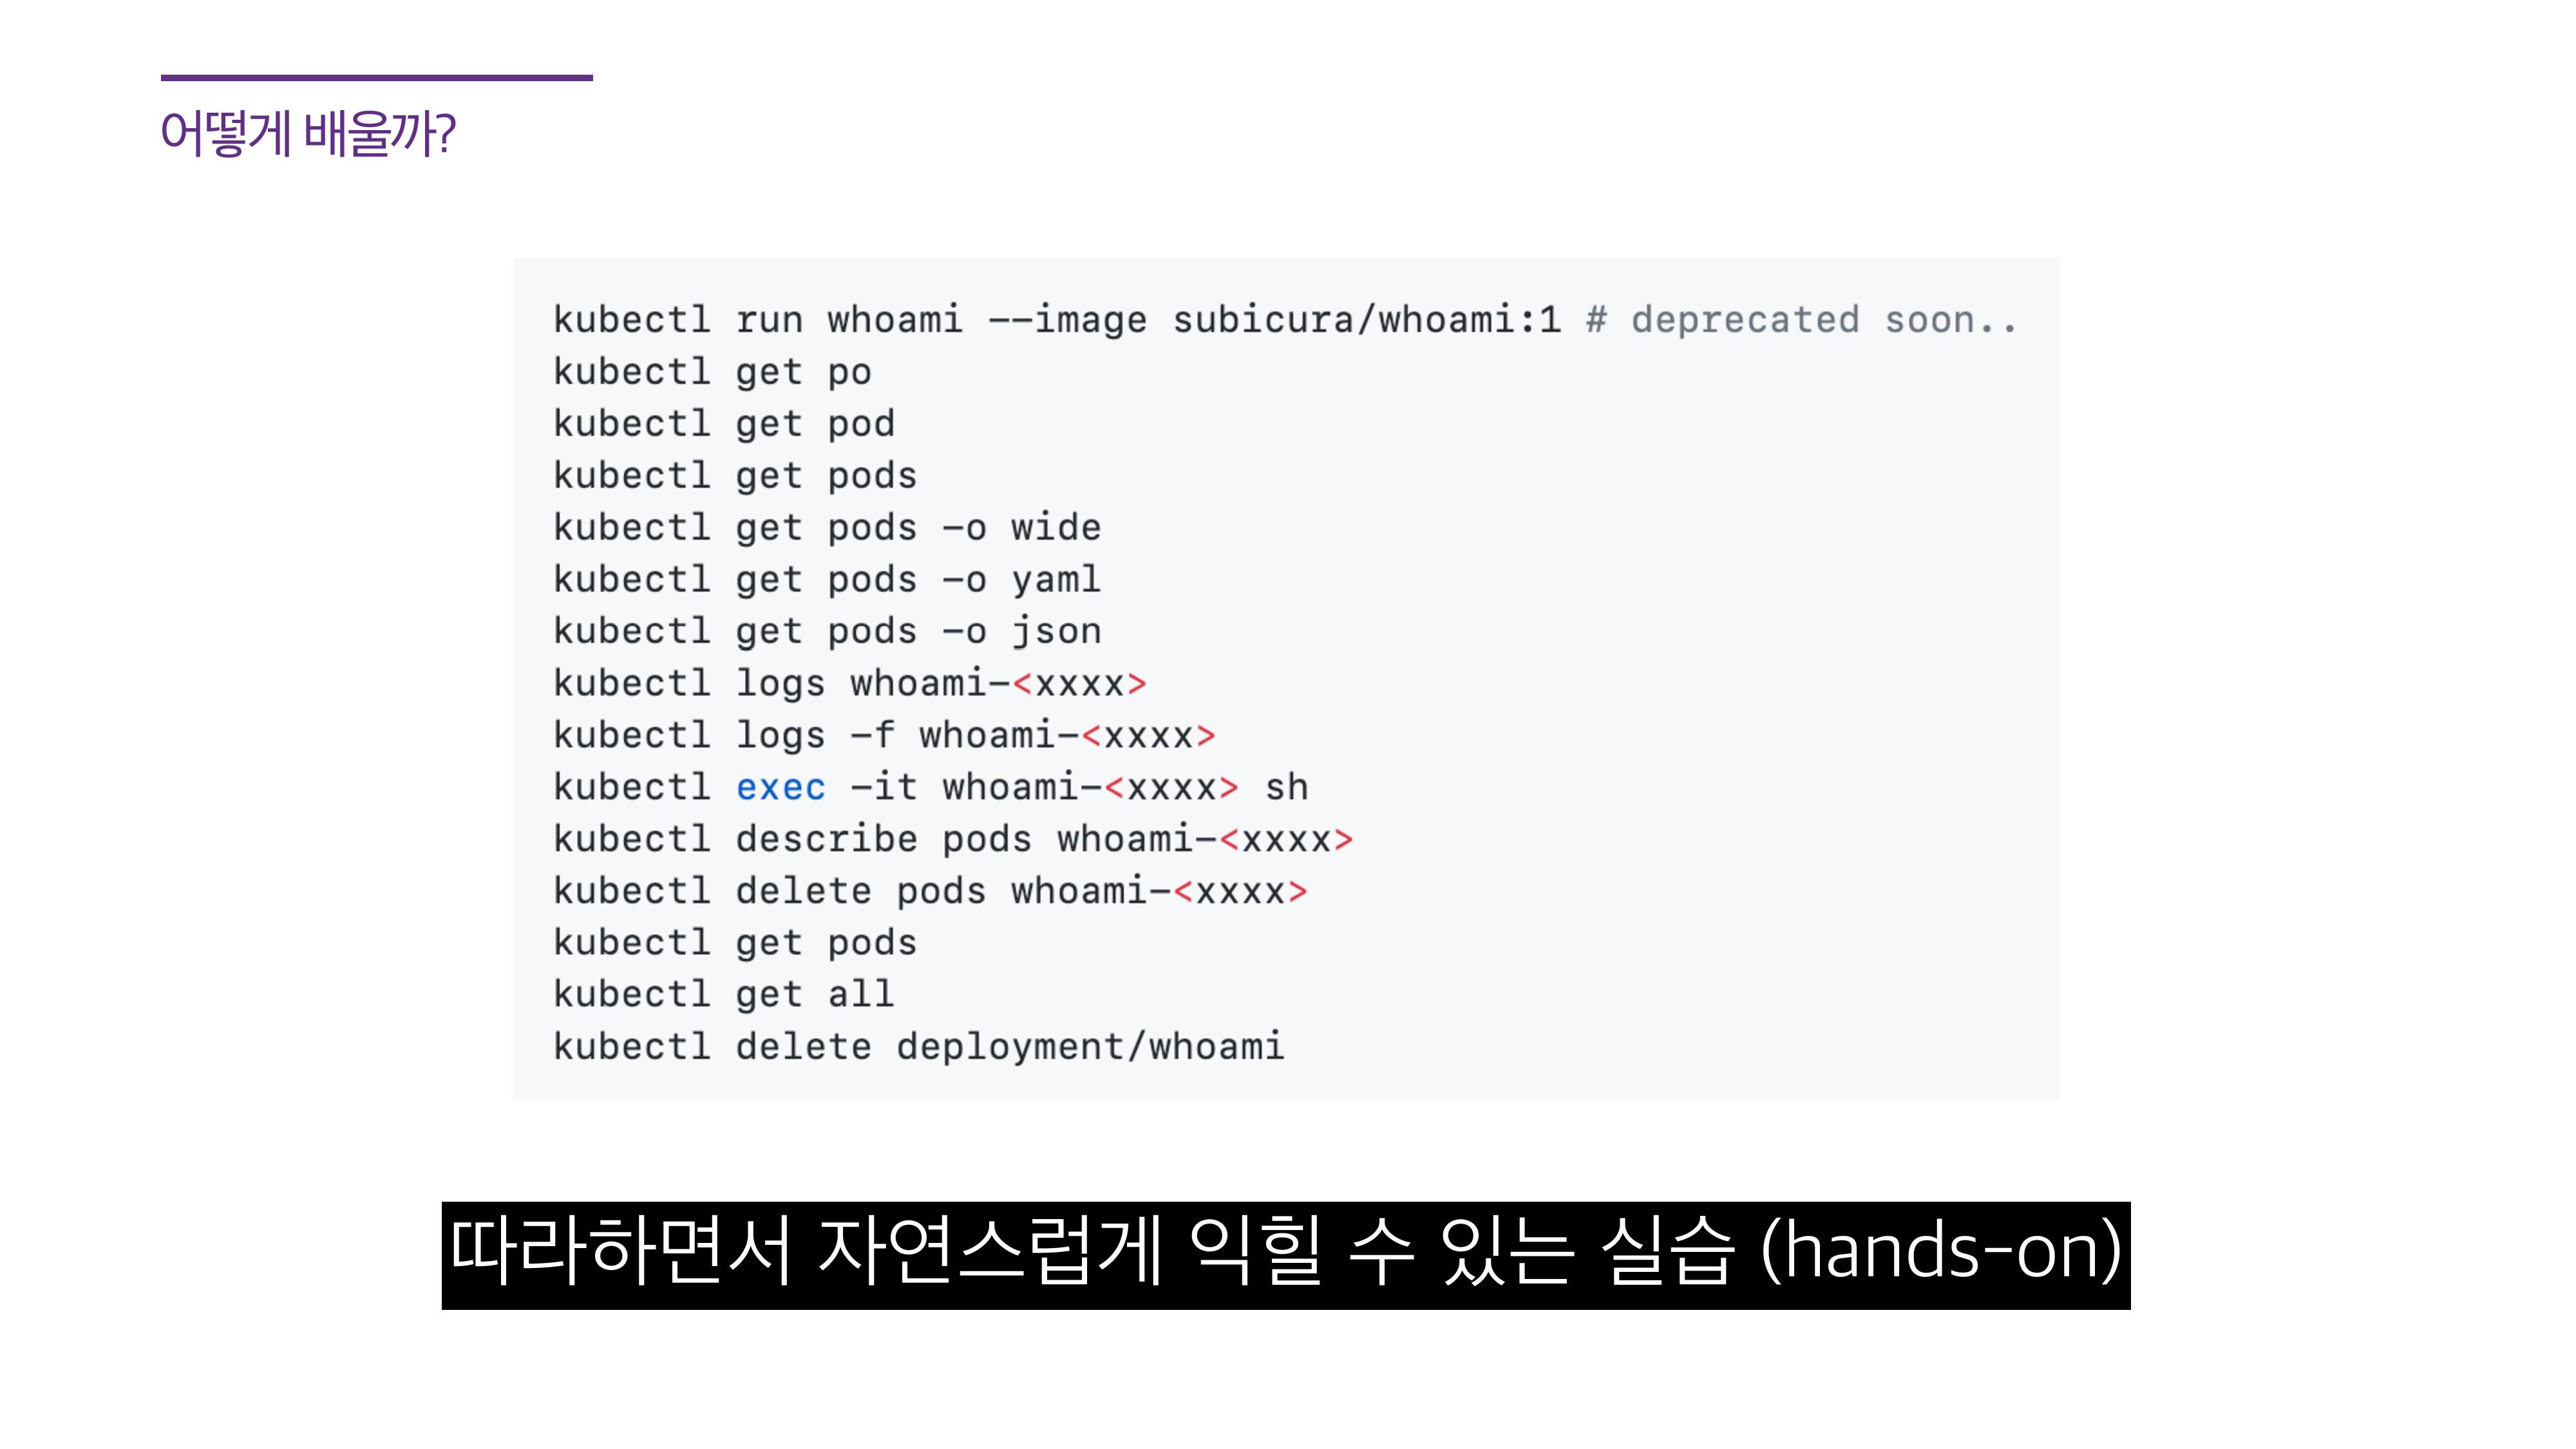 어떻게 배울까?
kubectl run whoami --image subicura/whoami:1 # deprecated soon..
kubectl get po
kubectl get pod
kubectl get pods
kubectl get pods -o wide
kubectl get pods -o yaml
kubectl get pods -o json
kubectl logs whoami-<xxxx>
kubectl logs -f whoami-<xxxx>
kubectl exec -it whoami-<xxxx> sh
kubectl describe pods whoami-<xxxx>
kubectl delete pods whoami-<xxxx>
kubectl get pods
kubectl get all
kubectl delete deployment/whoami
따라하면서 자연스럽게 익힐 수 있는 실습 (hands-on)